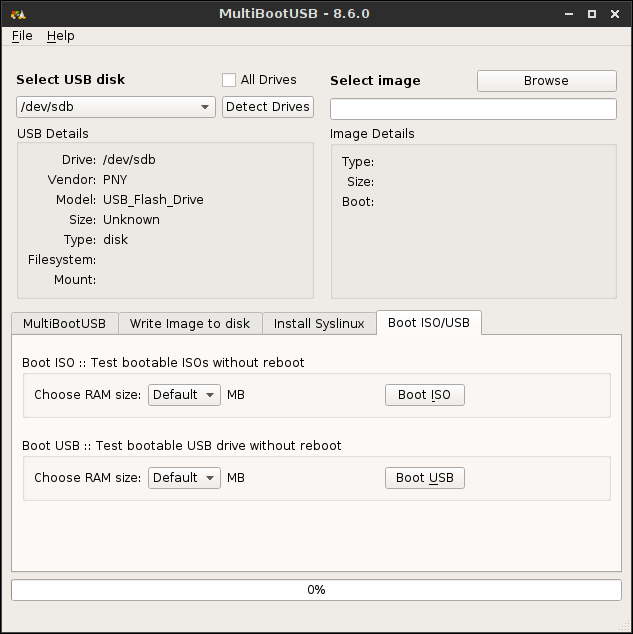 MultiBootUSB - 8.6.0
File Help
Select USB disk
All Drives
/dev/sdb
Detect Drives
Select image
Browse
USB Details
Drive: /dev/sdb
Vendor: PNY
Model: USB_Flash_Drive
Size: Unknown
Type: disk
Filesystem:
Mount:
Image Details
Type:
Size:
Boot:
MultiBootUSB Write Image to disk Install Syslinux Boot ISO/USB
Boot ISO :: Test bootable ISOs without reboot
Choose RAM size: Default MB Boot ISO
Boot USB :: Test bootable USB drive without reboot
Choose RAM size: Default MB Boot USB
0%